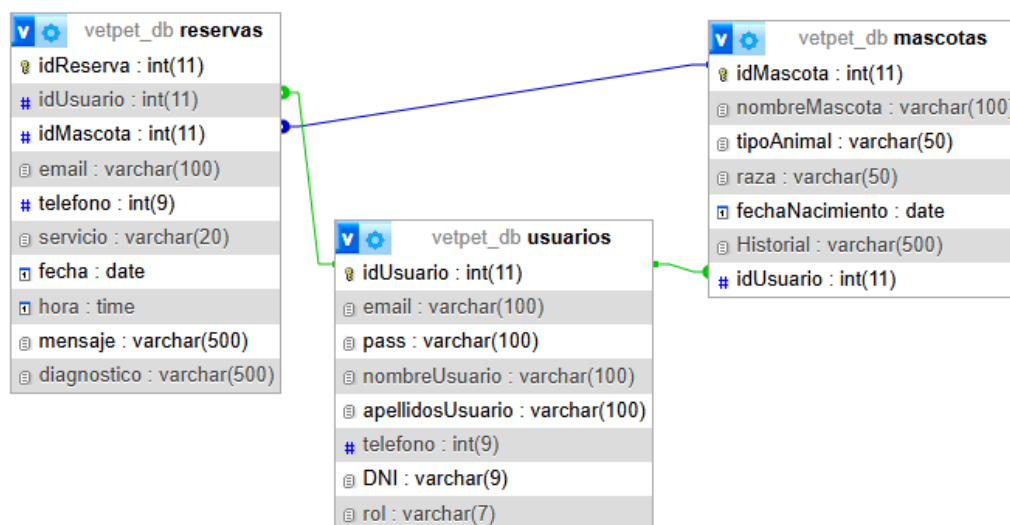 vetpet_db reservas
idReserva : int(11)
idUsuario : int(11)
idMascota : int(11)
email : varchar(100)
telefono : int(9)
servicio : varchar(20)
fecha : date
hora : time
mensaje : varchar(500)
diagnostico : varchar(500)
vetpet_db usuarios
idUsuario : int(11)
email : varchar(100)
pass : varchar(100)
nombreUsuario : varchar(100)
apellidosUsuario : varchar(100)
telefono : int(9)
DNI : varchar(9)
rol : varchar(7)
vetpet_db mascotas
idMascota : int(11)
nombreMascota : varchar(100)
tipoAnimal : varchar(50)
raza : varchar(50)
fechaNacimiento : date
Historial : varchar(500)
idUsuario : int(11)